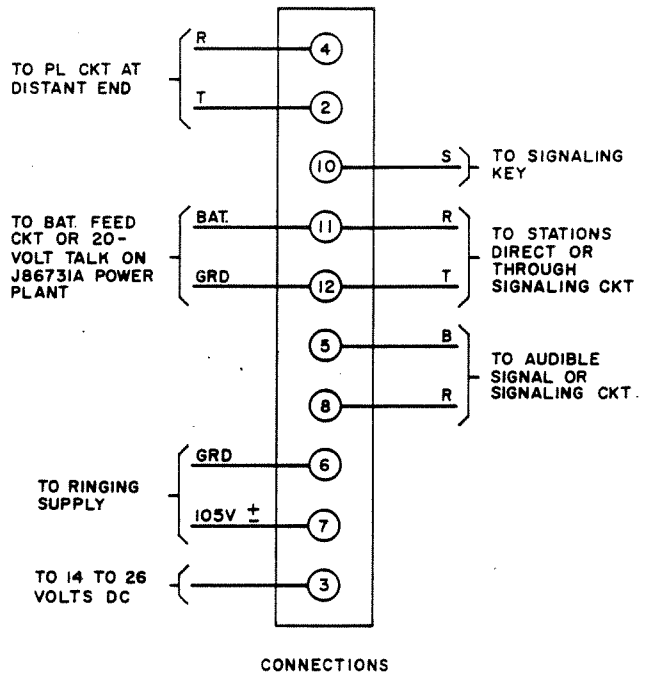 R
4
TO PL CKT AT
DISTANT END
T
2
10
S
TO SIGNALING
KEY
TO BAT. FEED
CKT OR 20-
VOLT TALK ON
J86731A POWER
PLANT
BAT.
11
R
GRD
12
T
TO STATIONS
DIRECT OR
THROUGH
SIGNALING CKT
5
B
8
R
TO AUDIBLE
SIGNAL OR
SIGNALING CKT.
TO RINGING
SUPPLY
GRD
6
105V ±
7
TO 14 TO 26
VOLTS DC
3
CONNECTIONS